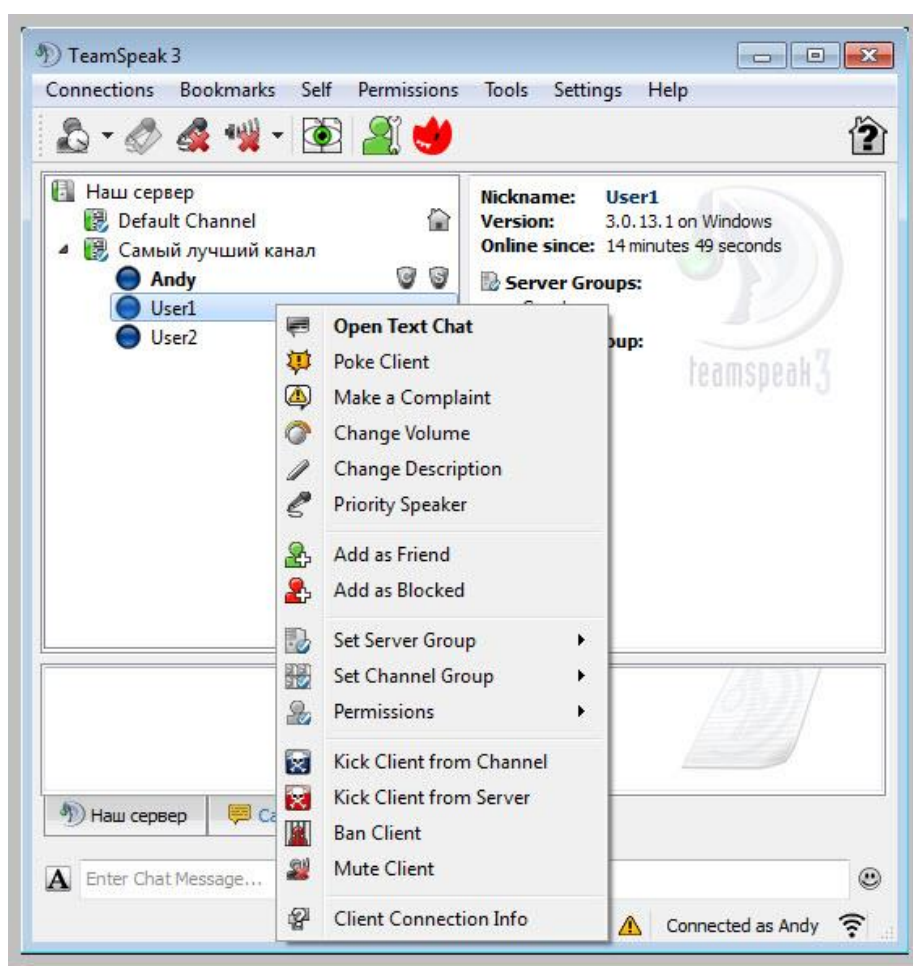 TeamSpeak 3
Connections Bookmarks Self Permissions Tools Settings Help
Наш сервер
Default Channel
Самый лучший канал
Andy
User1
User2
Nickname: User1
Version: 3.0.13.1 on Windows
Online since: 14 minutes 49 seconds
Server Groups:
teamspeak 3
Open Text Chat
Poke Client
Make a Complaint
Change Volume
Change Description
Priority Speaker
Add as Friend
Add as Blocked
Set Server Group
Set Channel Group
Permissions
Kick Client from Channel
Kick Client from Server
Ban Client
Mute Client
Client Connection Info
Наш сервер
Enter Chat Message...
Connected as Andy